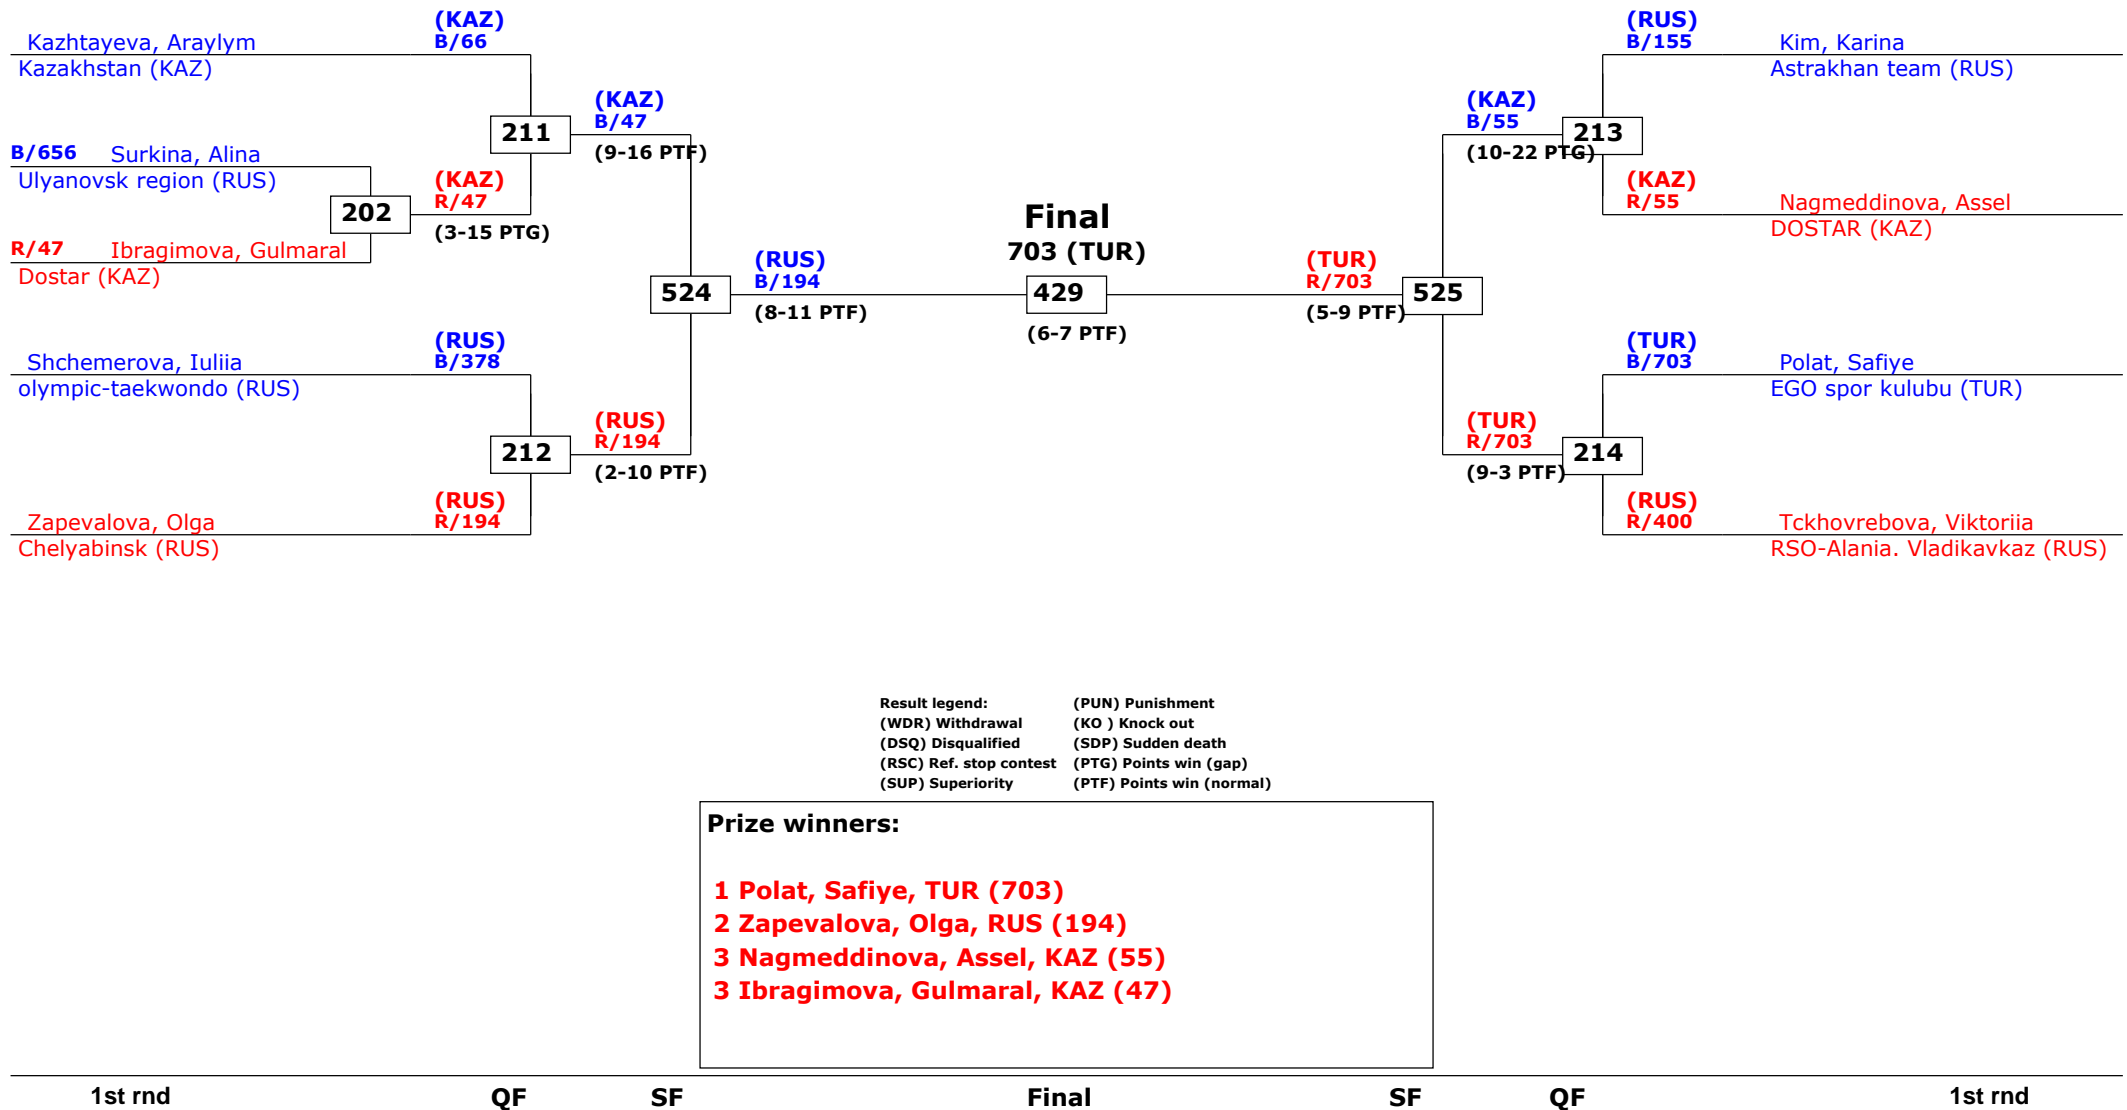 (KAZ)
Kazhtayeva, Araylym B/66
Kazakhstan (KAZ)
(KAZ)
B/47
211
(9-16 PTF)
B/656 Surkina, Alina
Ulyanovsk region (RUS)
(KAZ)
R/47
202
(3-15 PTG)
R/47 Ibragimova, Gulmaral
Dostar (KAZ)
(RUS)
B/194
524
(8-11 PTF)
(RUS)
Shchemerova, Iuliia B/378
olympic-taekwondo (RUS)
(RUS)
R/194
212
(2-10 PTF)
(RUS)
Zapevalova, Olga R/194
Chelyabinsk (RUS)
Final
703 (TUR)
429
(6-7 PTF)
(RUS)
B/155 Kim, Karina
Astrakhan team (RUS)
(KAZ)
B/55
213
(10-22 PTG)
(KAZ)
R/55 Nagmeddinova, Assel
DOSTAR (KAZ)
(TUR)
R/703
525
(5-9 PTF)
(TUR)
B/703 Polat, Safiye
EGO spor kulubu (TUR)
(TUR)
R/703
214
(9-3 PTF)
(RUS)
R/400 Tckhovrebova, Viktoriia
RSO-Alania. Vladikavkaz (RUS)
Result legend: (PUN) Punishment
(WDR) Withdrawal (KO ) Knock out
(DSQ) Disqualified (SDP) Sudden death
(RSC) Ref. stop contest (PTG) Points win (gap)
(SUP) Superiority (PTF) Points win (normal)
Prize winners:
1 Polat, Safiye, TUR (703)
2 Zapevalova, Olga, RUS (194)
3 Nagmeddinova, Assel, KAZ (55)
3 Ibragimova, Gulmaral, KAZ (47)
1st rnd QF SF Final SF QF 1st rnd